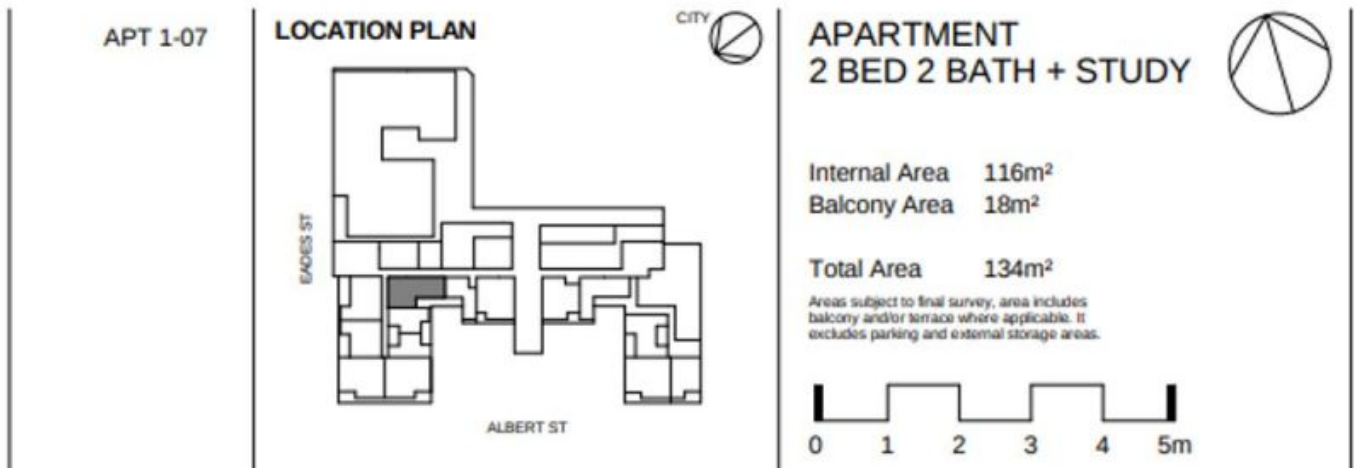 APT 1-07
LOCATION PLAN
CITY
EADES ST
ALBERT ST
APARTMENT
2 BED 2 BATH + STUDY
Internal Area 116m²
Balcony Area 18m²
Total Area 134m²
Areas subject to final survey, area includes
balcony and/or terrace where applicable. It
excludes parking and external storage areas.
0 1 2 3 4 5m